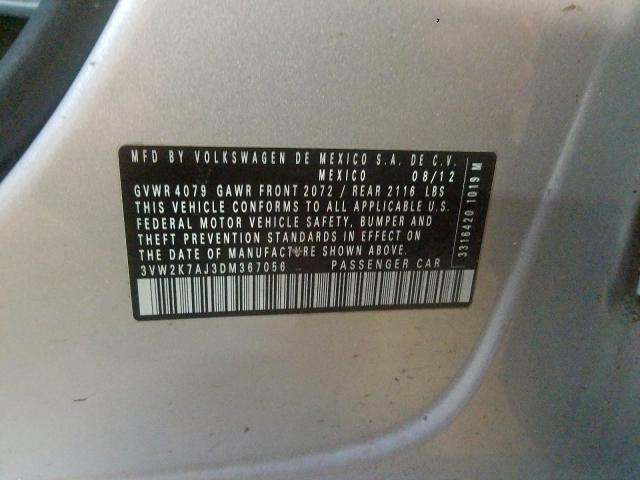 MFD BY VOLKSWAGEN DE MEXICO S.A. DE C.V.
MEXICO 08/12
GVWR 4079 GAWR FRONT 2072 / REAR 2116 LBS
THIS VEHICLE CONFORMS TO ALL APPLICABLE U.S.
FEDERAL MOTOR VEHICLE SAFETY, BUMPER AND
THEFT PREVENTION STANDARDS IN EFFECT ON
THE DATE OF MANUFACTURE SHOWN ABOVE.
3VW2K7AJ3DM367056 PASSENGER CAR
3316420 1019 M